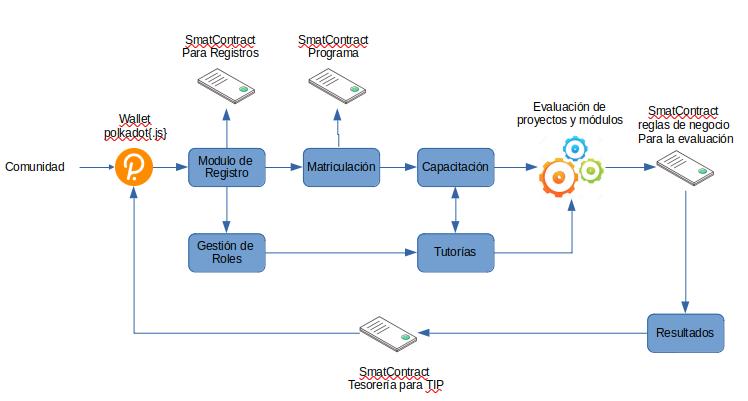 SmatContract
Para Registros
SmatContract
Programa
Wallet
polkadot{.js}
Evaluación de
proyectos y módulos
SmatContract
reglas de negocio
Para la evaluación
Comunidad
Modulo de
Registro
Matriculación
Capacitación
Gestión de
Roles
Tutorías
Resultados
SmatContract
Tesorería para TIP